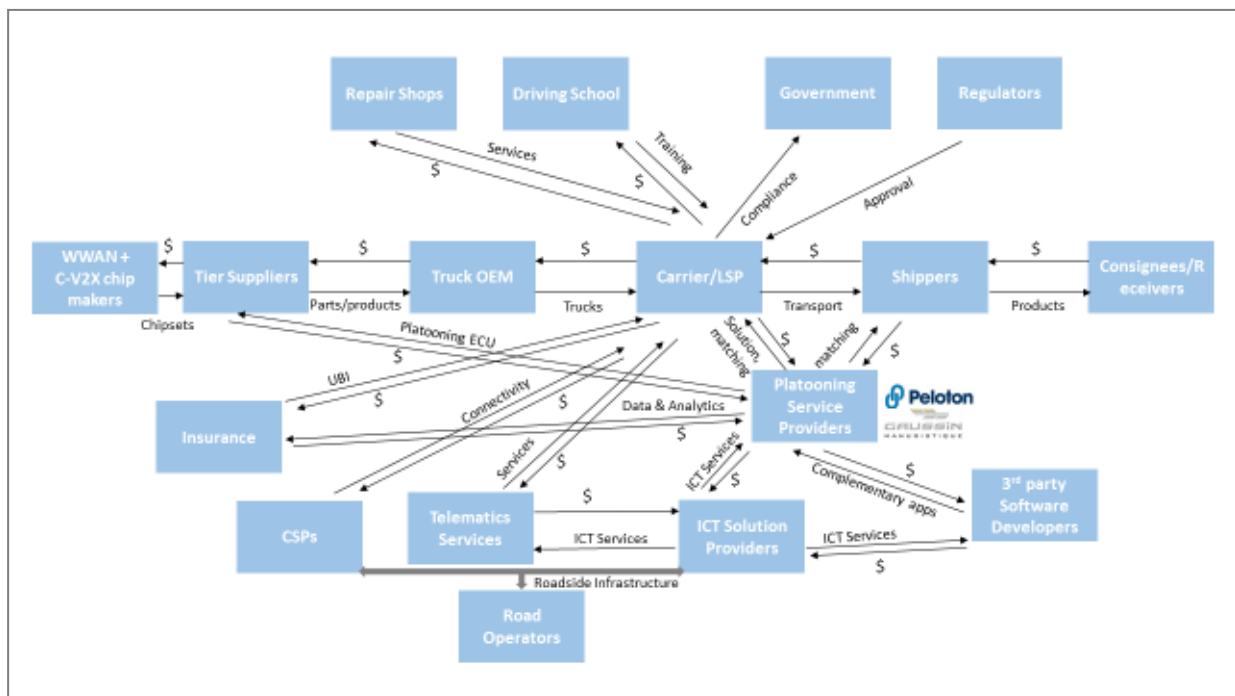 Repair Shops
Driving School
Government
Regulators
Services
$
Training
$
Compliance
Approval
WWAN +
C-V2X chip
makers
$
Chipsets
Tier Suppliers
$
Parts/products
Truck OEM
$
Trucks
Carrier/LSP
$
Transport
Shippers
$
Products
Consignees/R
eceivers
Platooning ECU
$
UBI
$
Connectivity
$
Services
$
Solution,
matching
$
matching
$
Platooning
Service
Providers
Peloton
GAUSSIN
MANUGISTIQUE
Insurance
Data & Analytics
$
ICT Services
$
$
Complementary apps
3rd party
Software
Developers
CSPs
Telematics
Services
$
ICT Services
ICT Solution
Providers
ICT Services
$
Roadside Infrastructure
Road
Operators